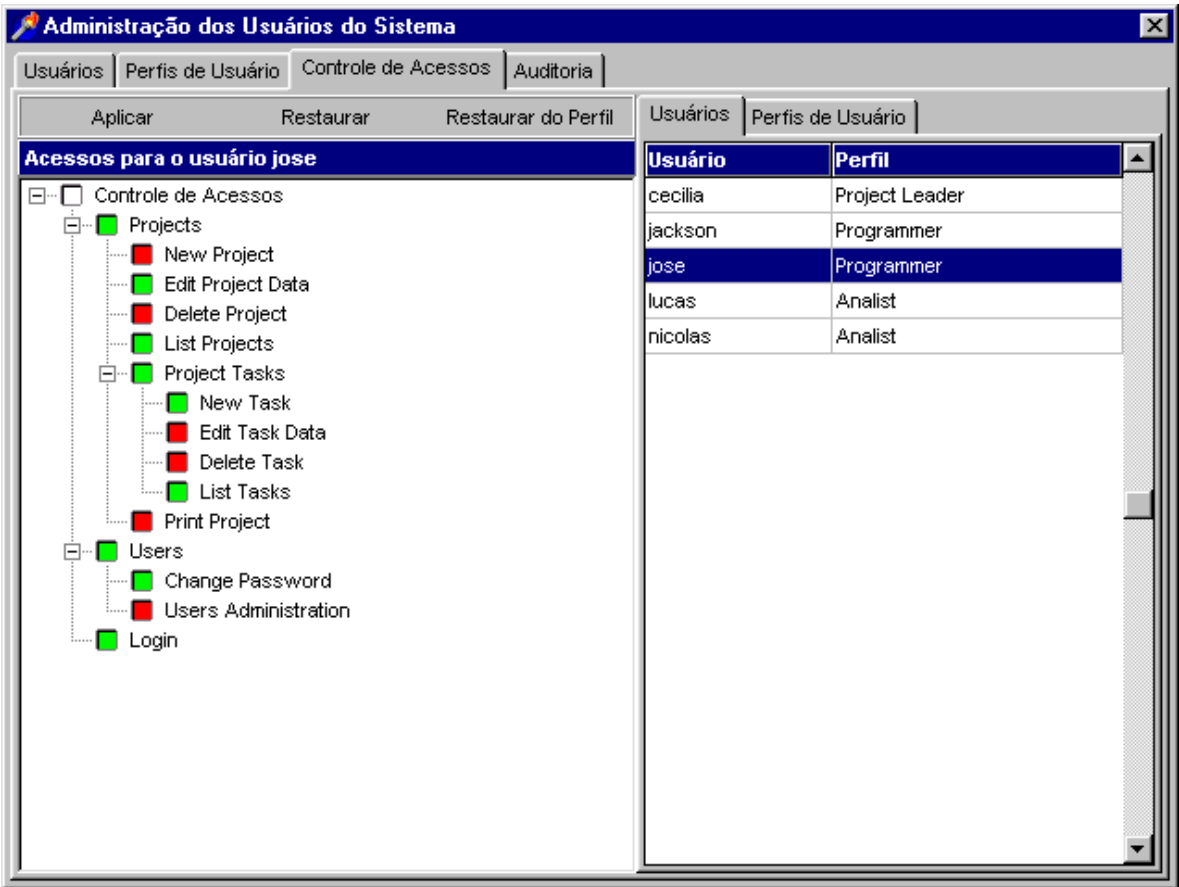 Administração dos Usuários do Sistema
Usuários Perfis de Usuário Controle de Acessos Auditoria
Aplicar Restaurar Restaurar do Perfil
Acessos para o usuário jose
Controle de Acessos
Projects
New Project
Edit Project Data
Delete Project
List Projects
Project Tasks
New Task
Edit Task Data
Delete Task
List Tasks
Print Project
Users
Change Password
Users Administration
Login
Usuários Perfis de Usuário
Usuário Perfil
cecilia Project Leader
jackson Programmer
jose Programmer
lucas Analist
nicolas Analist